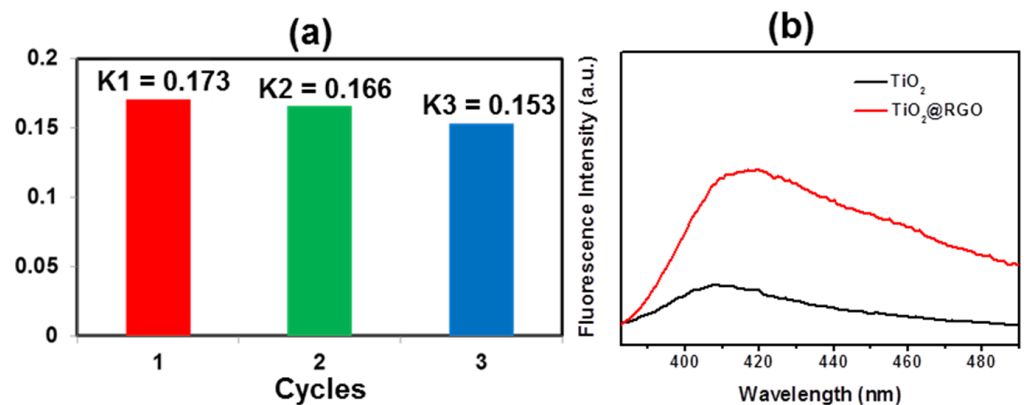 (a)
0.2
0.15
0.1
0.05
0
K1 = 0.173
K2 = 0.166
K3 = 0.153
1 2 3
Cycles
(b)
Fluorescence Intensity (a.u.)
TiO₂
TiO₂@RGO
400 420 440 460 480
Wavelength (nm)